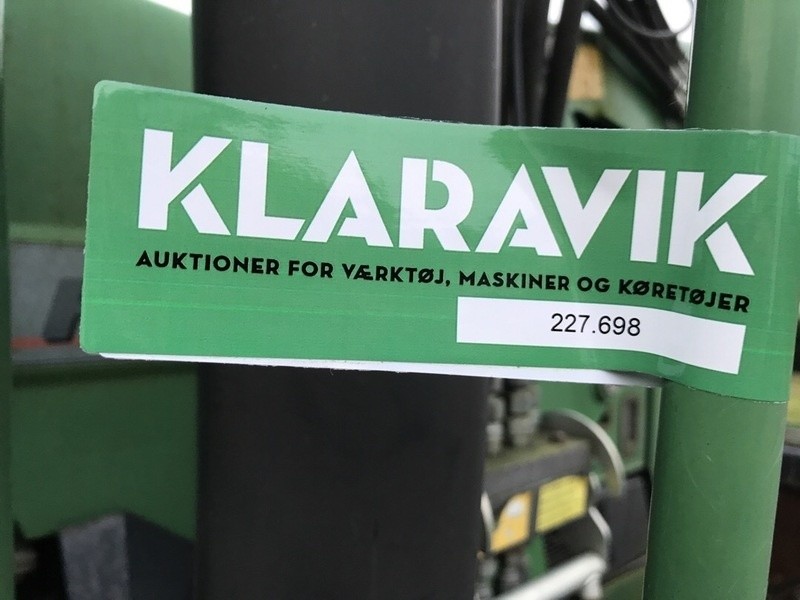 KLARAVIK
AUKTIONER FOR VÆRKTØJ, MASKINER OG KØRETØJER
227.698